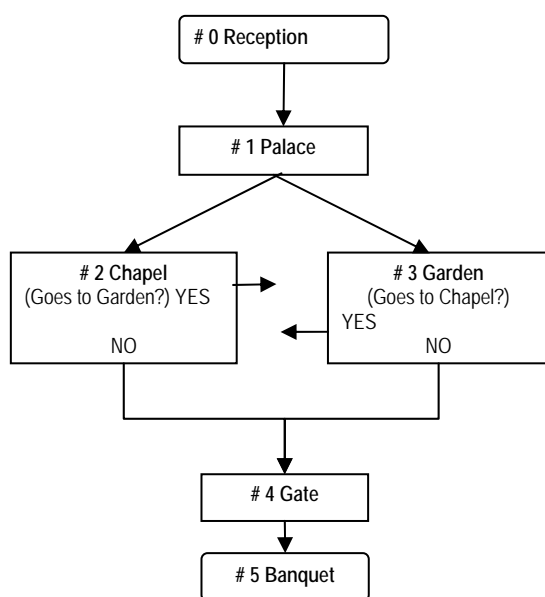 # 0 Reception
# 1 Palace
# 2 Chapel
(Goes to Garden?) YES
NO
# 3 Garden
(Goes to Chapel?)
YES
NO
# 4 Gate
# 5 Banquet